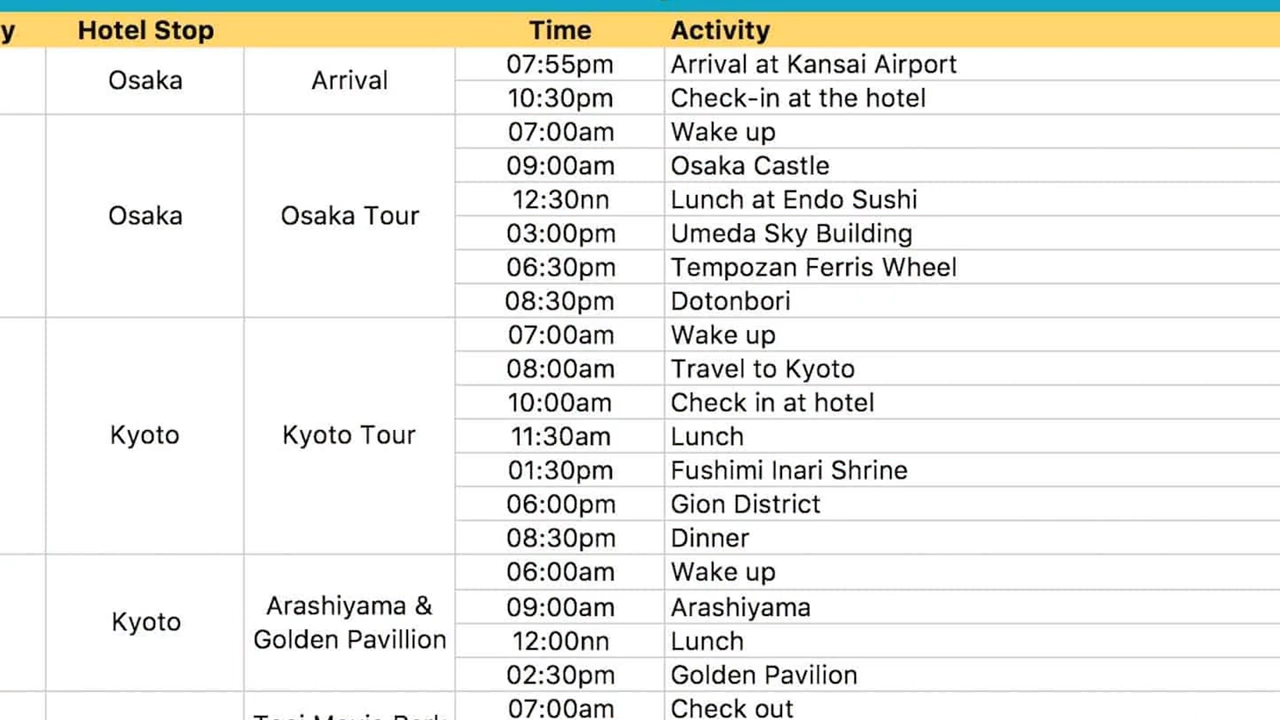 y Hotel Stop Time Activity
Osaka Arrival 07:55pm Arrival at Kansai Airport
10:30pm Check-in at the hotel
Osaka Osaka Tour 07:00am Wake up
09:00am Osaka Castle
12:30nn Lunch at Endo Sushi
03:00pm Umeda Sky Building
06:30pm Tempozan Ferris Wheel
08:30pm Dotonbori
Kyoto Kyoto Tour 07:00am Wake up
08:00am Travel to Kyoto
10:00am Check in at hotel
11:30am Lunch
01:30pm Fushimi Inari Shrine
06:00pm Gion District
08:30pm Dinner
Kyoto Arashiyama & Golden Pavillion 06:00am Wake up
09:00am Arashiyama
12:00nn Lunch
02:30pm Golden Pavilion
07:00am Check out